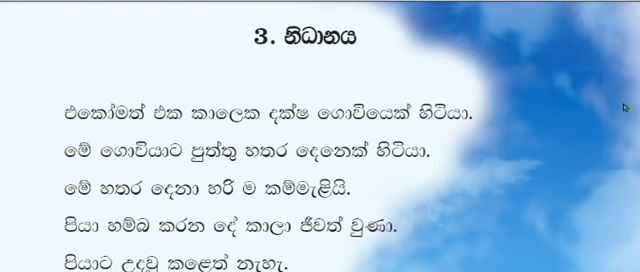 3. නිධානය
එකෝමත් එක කාලෙක දක්ෂ ගොවියෙක් හිටියා.
මේ ගොවියාට පුත්තු හතර දෙනෙක් හිටියා.
මේ හතර දෙනා හරි ම කම්මැළියි.
පියා හම්බ කරන දේ කාලා ජීවත් වුණා.
පියාට උදවු කළෙත් නැහැ.